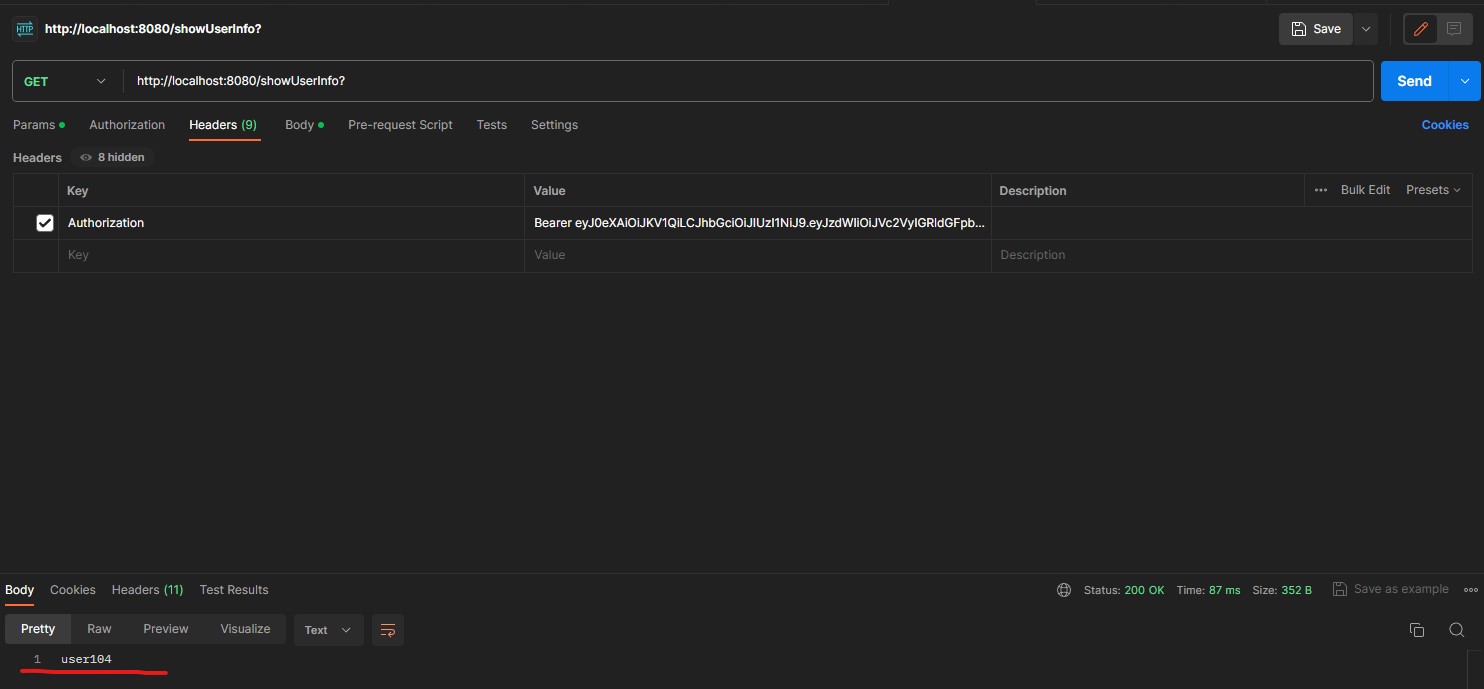 HTTP http://localhost:8080/showUserInfo?
Save
GET http://localhost:8080/showUserInfo?
Send
Params Authorization Headers (9) Body Pre-request Script Tests Settings Cookies
Headers 8 hidden
Key Value Description ••• Bulk Edit Presets
Authorization Bearer eyJ0eXAiOiJKV1QiLCJhbGciOiJIUzI1NiJ9.eyJzdWIiOiJVc2VyIGRldGFpb...
Key Value Description
Body Cookies Headers (11) Test Results Status: 200 OK Time: 87 ms Size: 352 B Save as example
Pretty Raw Preview Visualize Text
1 user104